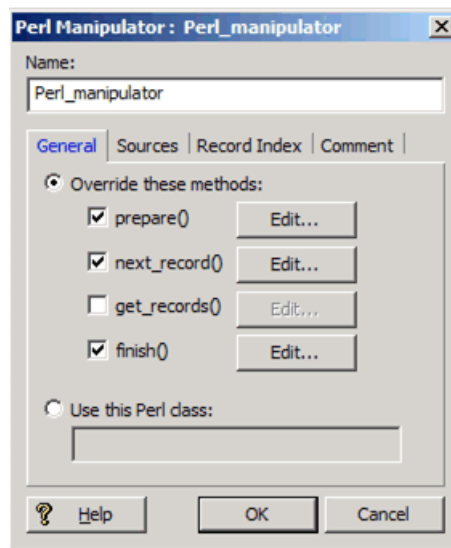 Perl Manipulator : Perl_manipulator
Name:
Perl_manipulator
General Sources Record Index Comment
Override these methods:
prepare() Edit...
next_record() Edit...
get_records() Edit...
finish() Edit...
Use this Perl class:
? Help OK Cancel